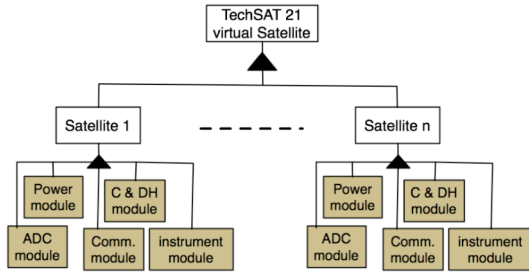 TechSAT 21
virtual Satellite
Satellite 1
Satellite n
Power
module
C & DH
module
ADC
module
Comm.
module
instrument
module
Power
module
C & DH
module
ADC
module
Comm.
module
instrument
module